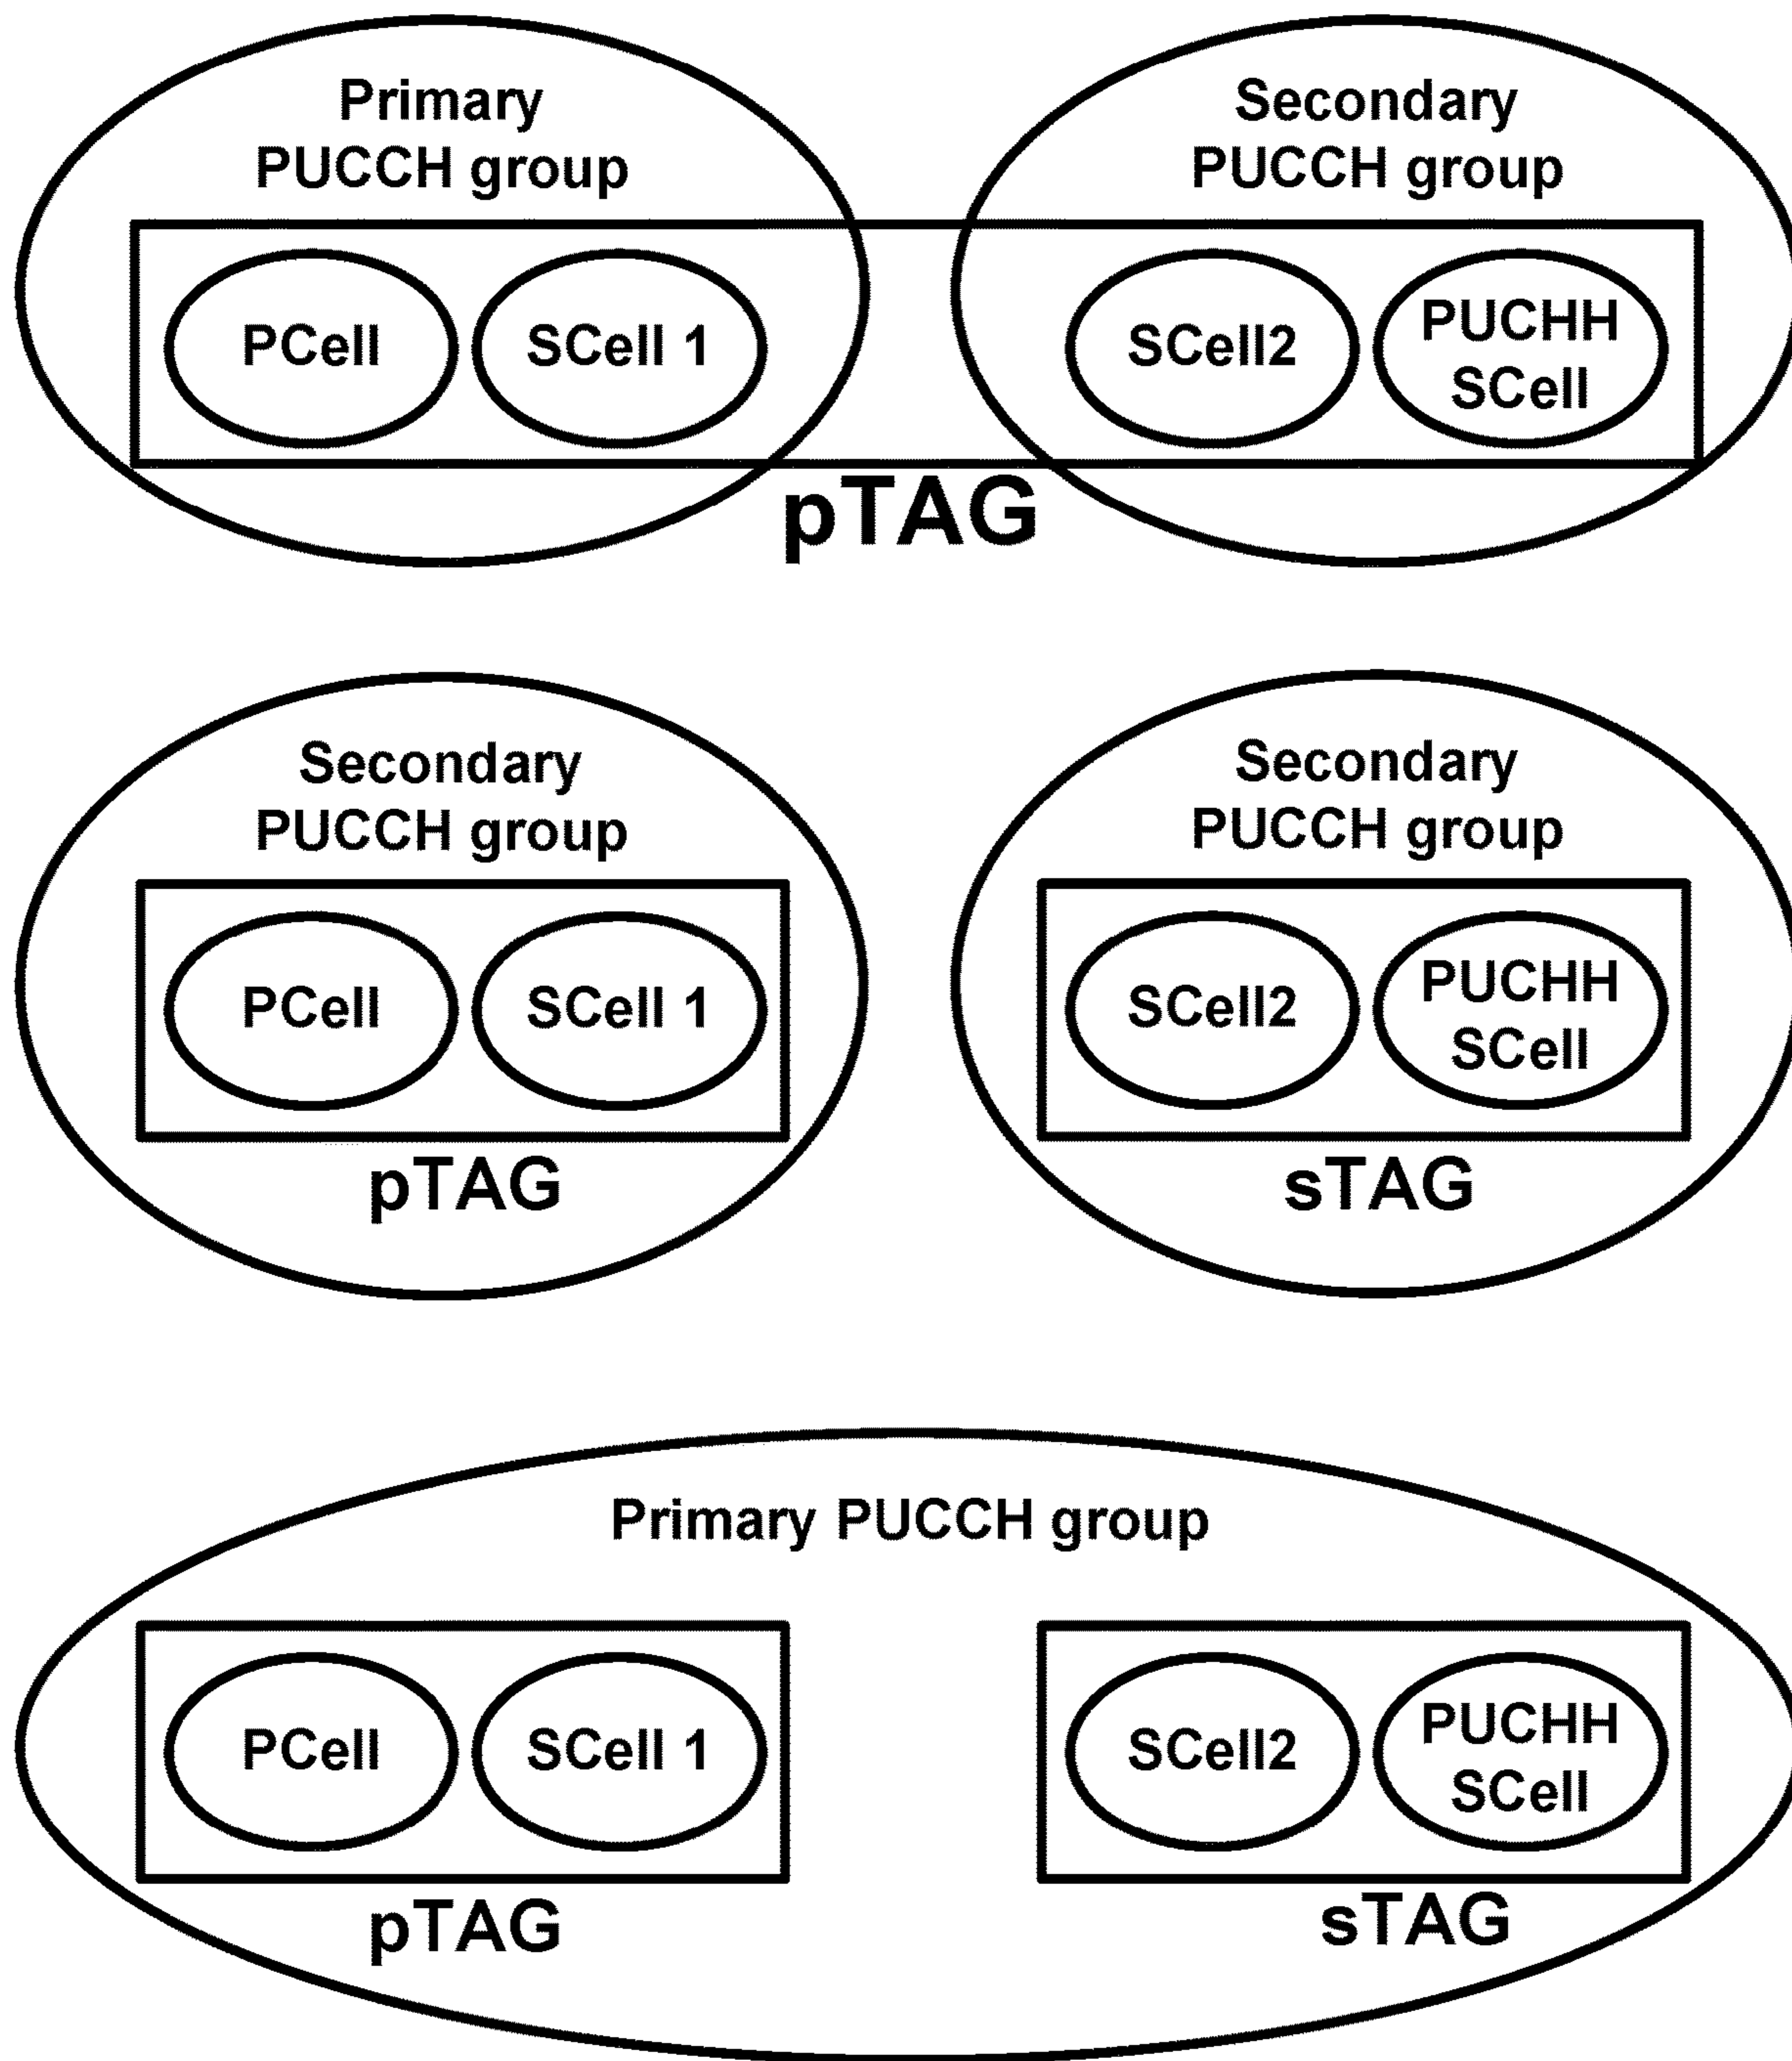 Primary
PUCCH group
Secondary
PUCCH group
PCell
SCell 1
SCell2
PUCHH
SCell
pTAG
Secondary
PUCCH group
Secondary
PUCCH group
PCell
SCell 1
SCell2
PUCHH
SCell
pTAG
sTAG
Primary PUCCH group
PCell
SCell 1
SCell2
PUCHH
SCell
pTAG
sTAG